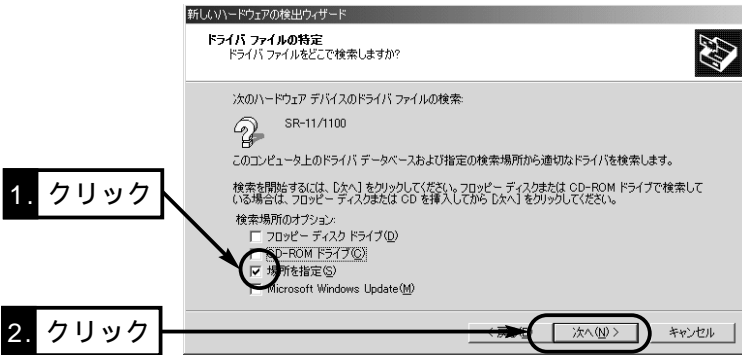 新しいハードウェアの検出ウィザード
ドライバ ファイルの特定
ドライバ ファイルをどこで検索しますか?
次のハードウェア デバイスのドライバ ファイルの検索:
SR-11/1100
このコンピュータ上のドライバ データベースおよび指定の検索場所から適切なドライバを検索します。
検索を開始するには、[次へ] をクリックしてください。フロッピー ディスクまたは CD-ROM ドライブで検索して
いる場合は、フロッピー ディスクまたは CD を挿入してから [次へ] をクリックしてください。
検索場所のオプション:
フロッピー ディスク ドライブ(D)
CD-ROM ドライブ(C)
1. クリック
場所を指定(S)
Microsoft Windows Update(M)
2. クリック
次へ(N) > キャンセル